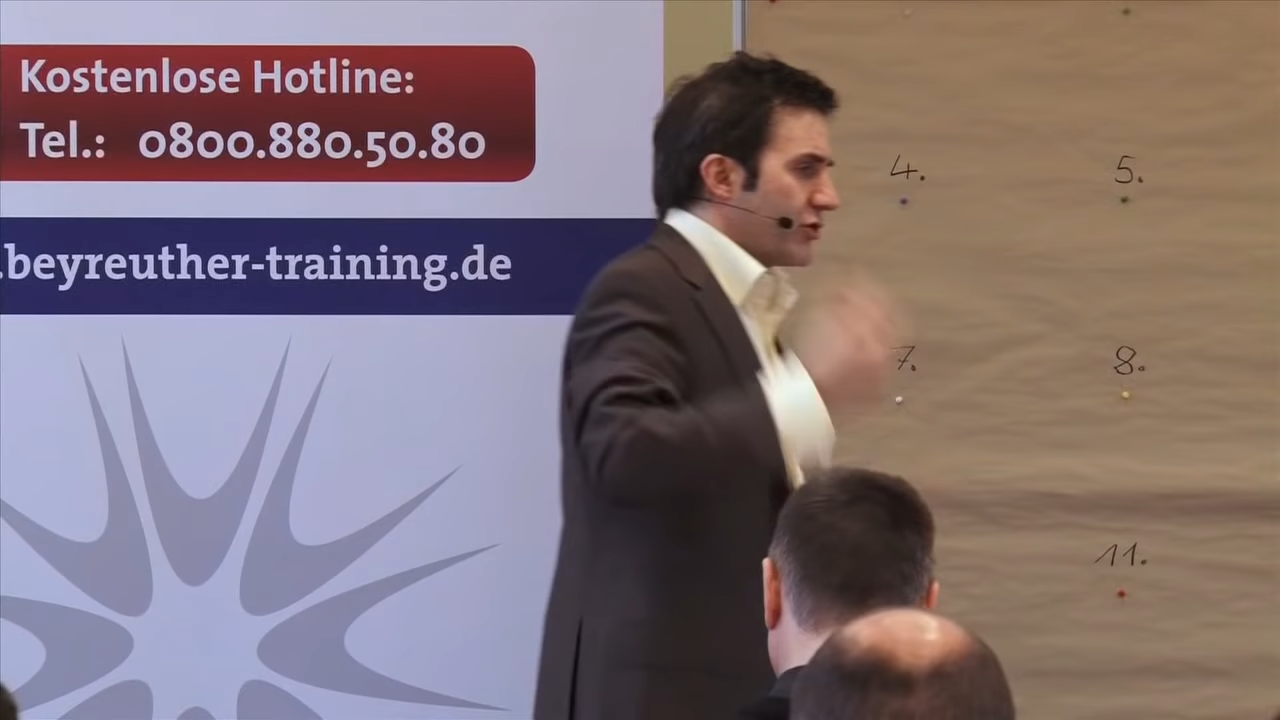 Kostenlose Hotline:
Tel.: 0800.880.50.80
.beyreuther-training.de
4. 5.
7. 8.
11.